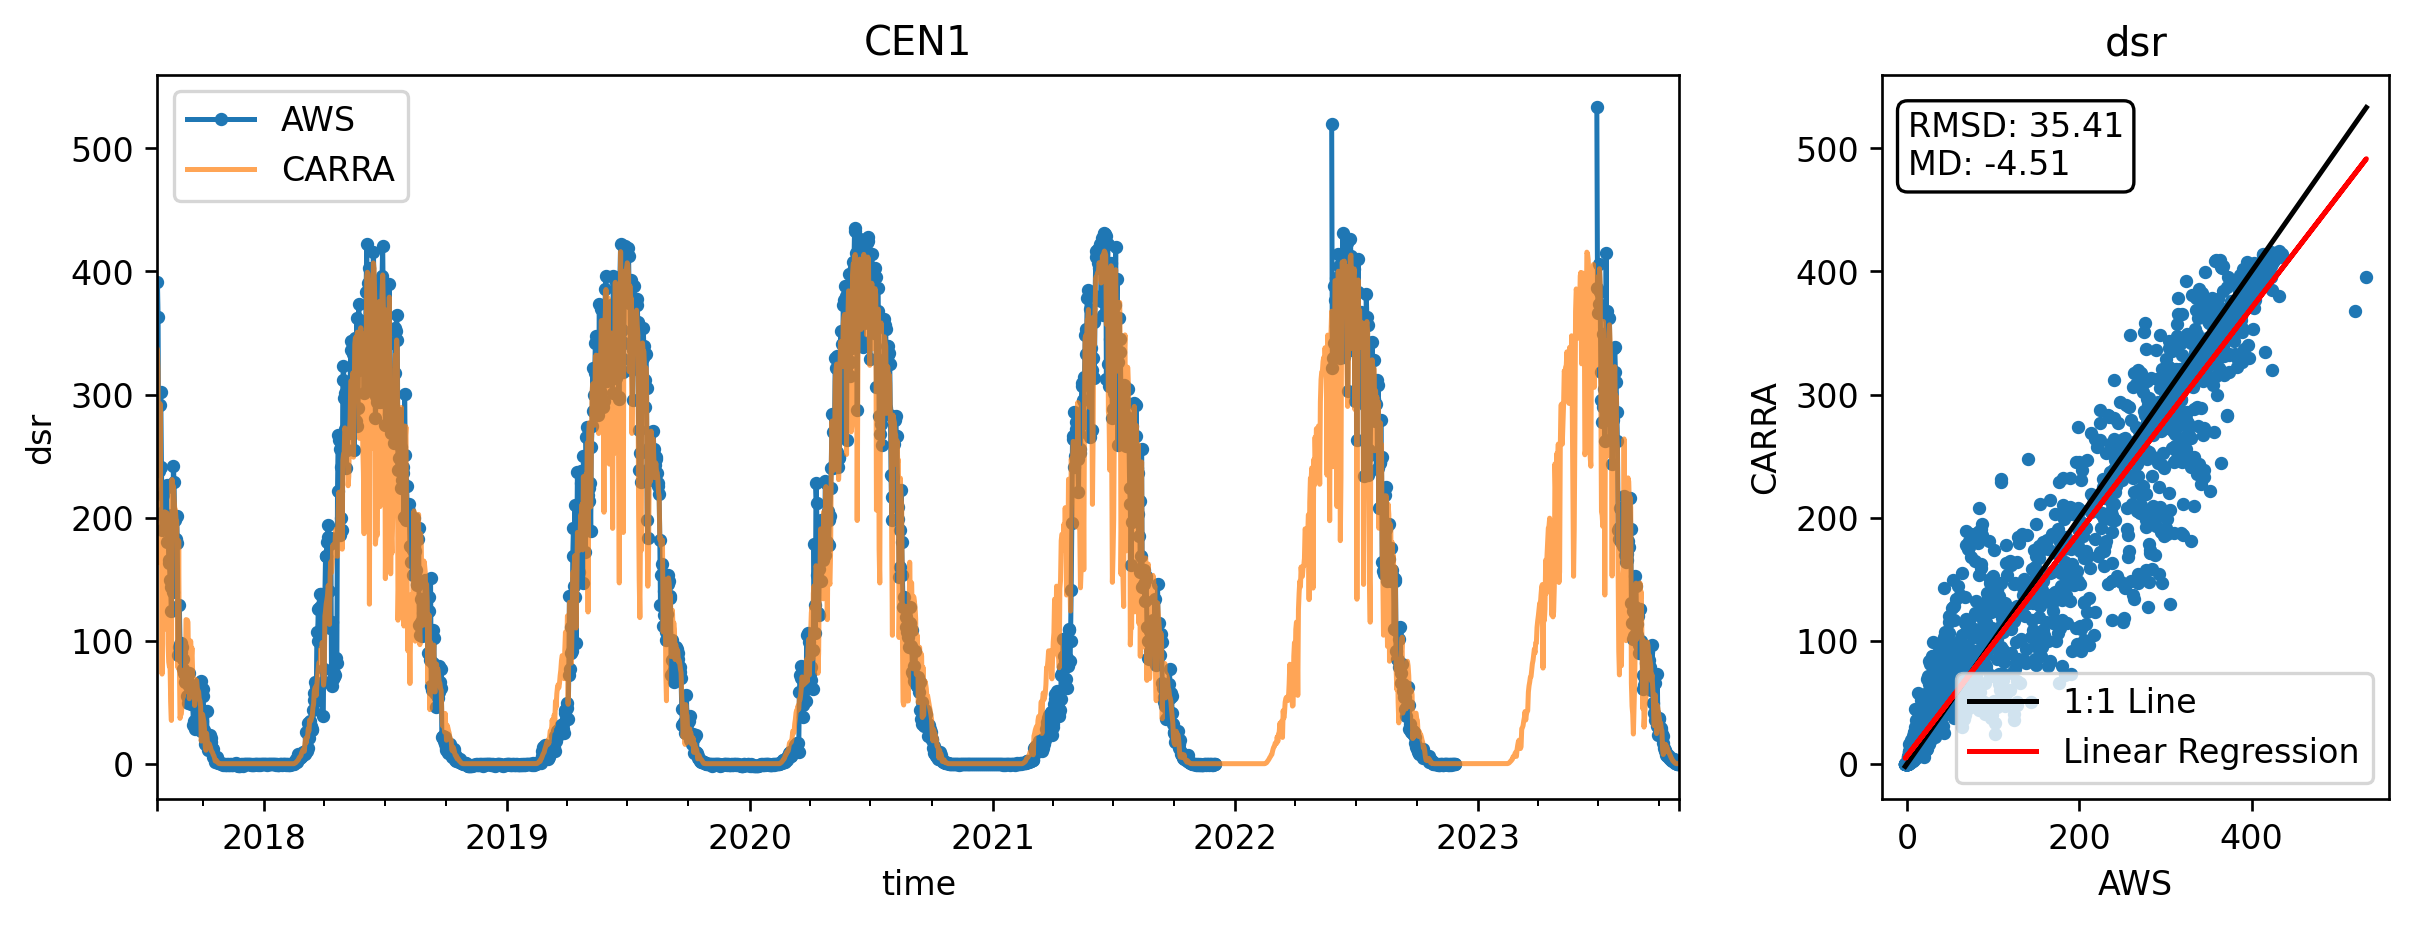 CEN1
AWS
CARRA
dsr
500
400
300
200
100
0
2018 2019 2020 2021 2022 2023
time
dsr
RMSD: 35.41
MD: -4.51
CARRA
500
400
300
200
100
0
1:1 Line
Linear Regression
0 200 400
AWS